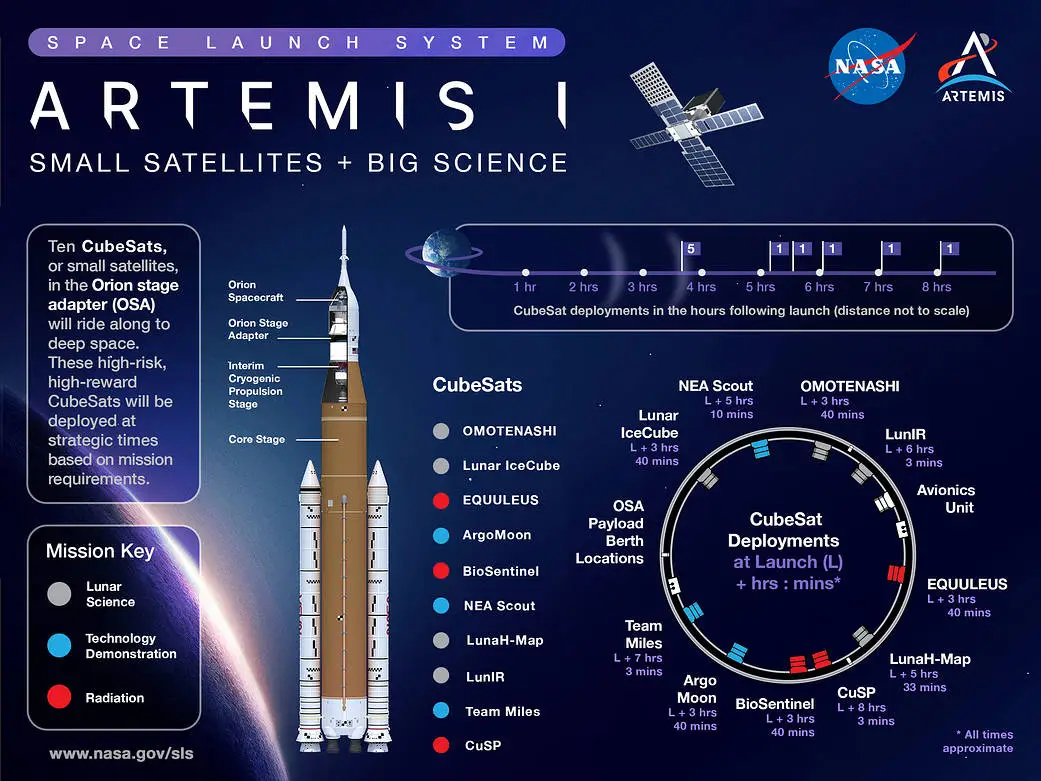 SPACE LAUNCH SYSTEM
ARTEMIS I
SMALL SATELLITES + BIG SCIENCE
NASA
ARTEMIS
Ten CubeSats,
or small satellites,
in the Orion stage
adapter (OSA)
will ride along to
deep space.
These high-risk,
high-reward
CubeSats will be
deployed at
strategic times
based on mission
requirements.
Mission Key
Lunar
Science
Technology
Demonstration
Radiation
www.nasa.gov/sls
Orion
Spacecraft
Orion Stage
Adapter
Interim
Cryogenic
Propulsion
Stage
Core Stage
5
1
1
1
1
1
1 hr
2 hrs
3 hrs
4 hrs
5 hrs
6 hrs
7 hrs
8 hrs
CubeSat deployments in the hours following launch (distance not to scale)
CubeSats
OMOTENASHI
Lunar IceCube
EQUULEUS
ArgoMoon
BioSentinel
NEA Scout
LunaH-Map
LunIR
Team Miles
CuSP
NEA Scout
L + 5 hrs
10 mins
OMOTENASHI
L + 3 hrs
40 mins
Lunar
IceCube
L + 3 hrs
40 mins
LunIR
L + 6 hrs
3 mins
Avionics
Unit
OSA
Payload
Berth
Locations
CubeSat
Deployments
at Launch (L)
+ hrs : mins*
EQUULEUS
L + 3 hrs
40 mins
Team
Miles
L + 7 hrs
3 mins
LunaH-Map
L + 5 hrs
33 mins
Argo
Moon
L + 3 hrs
40 mins
BioSentinel
L + 3 hrs
40 mins
CuSP
L + 8 hrs
3 mins
* All times
approximate